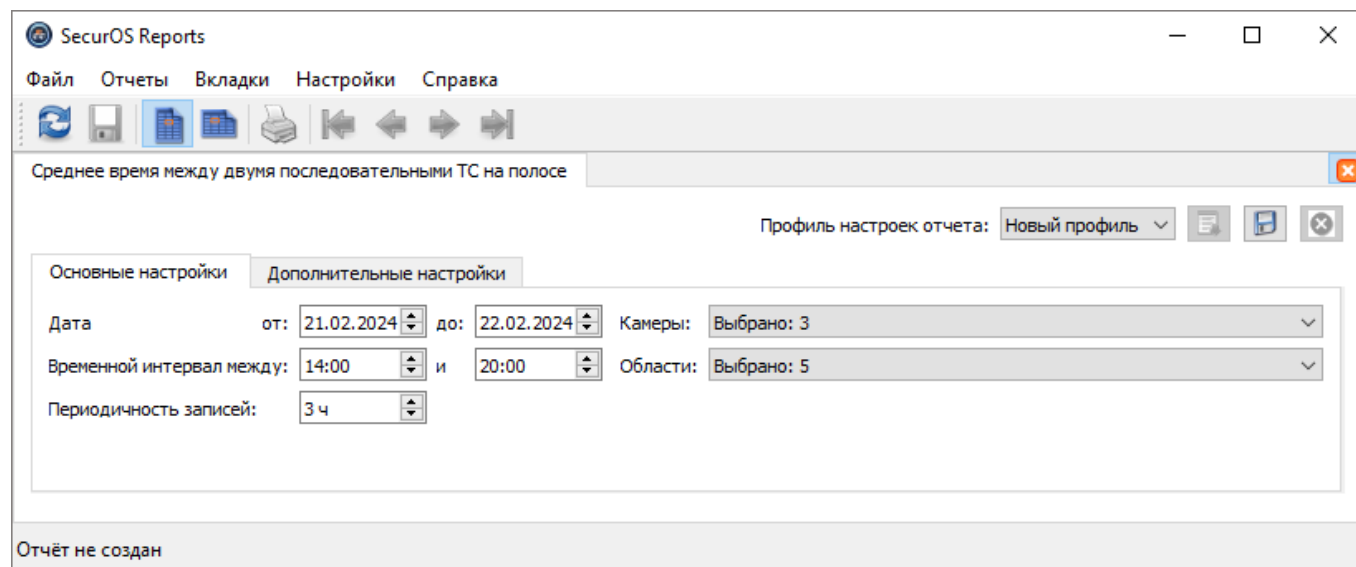 SecurOS Reports
Файл Отчеты Вкладки Настройки Справка
Среднее время между двумя последовательными ТС на полосе
Профиль настроек отчета: Новый профиль
Основные настройки Дополнительные настройки
Дата от: 21.02.2024 до: 22.02.2024 Камеры: Выбрано: 3
Временной интервал между: 14:00 и 20:00 Области: Выбрано: 5
Периодичность записей: 3 ч
Отчёт не создан